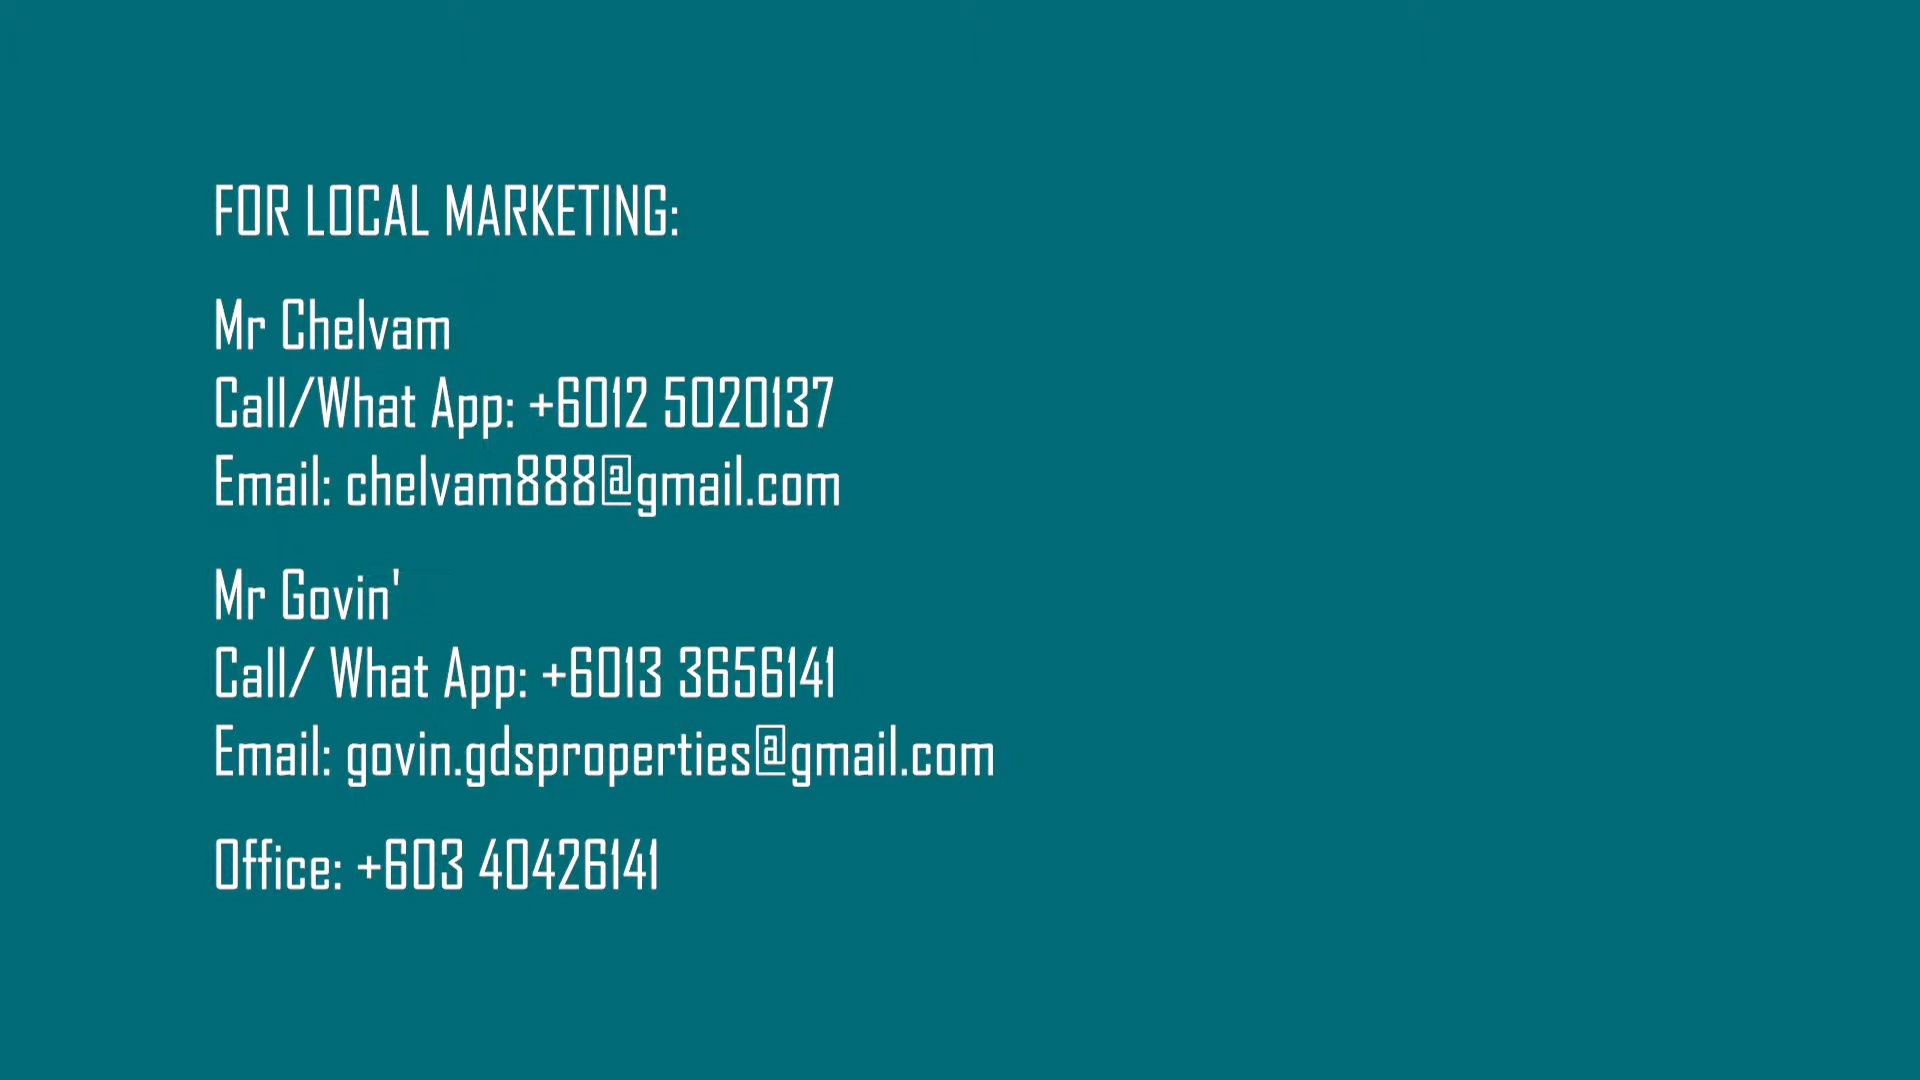 FOR LOCAL MARKETING:
Mr Chelvam
Call/What App: +6012 5020137
Email: chelvam888@gmail.com
Mr Govin'
Call/ What App: +6013 3656141
Email: govin.gdsproperties@gmail.com
Office: +603 40426141